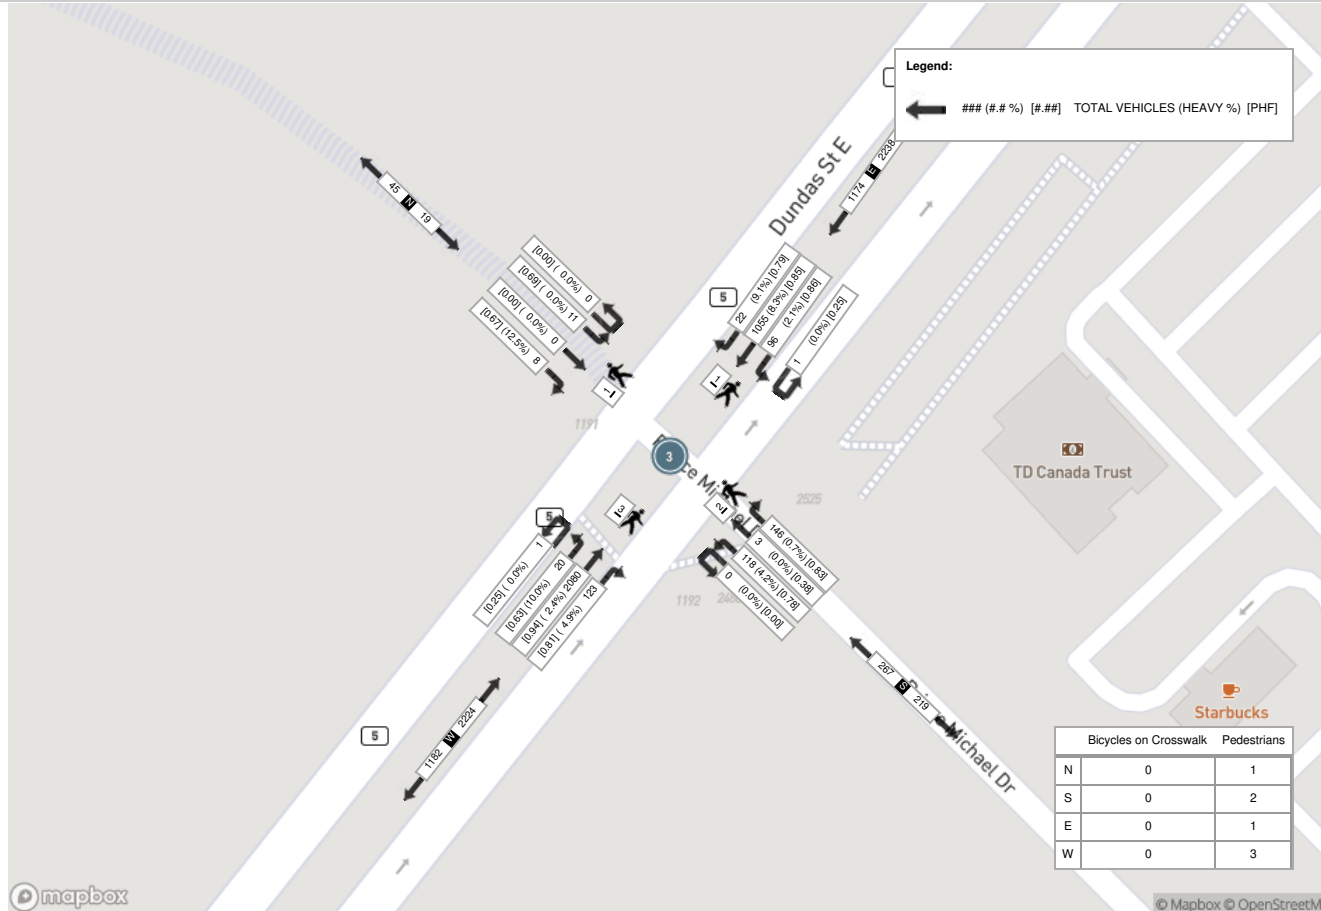 Legend:
### (#.# %) [#.##] TOTAL VEHICLES (HEAVY %) [PHF]
Dundas St E
1174 E 2238
45 N 19
[0.00] ( 0.0%) 0
[0.69] ( 0.0%) 11
[0.00] ( 0.0%) 0
[0.67] (12.5%) 8
22 (9.1%) [0.79]
1055 (8.3%) [0.85]
96 (2.1%) [0.86]
1 (0.0%) [0.25]
5
1
1
1191
3
TD Canada Trust
2525
3
2
5
[0.25] ( 0.0%) 1
[0.63] (10.0%) 20
[0.94] ( 2.4%) 2080
[0.81] ( 4.9%) 123
146 (0.7%) [0.83]
3 (0.0%) [0.38]
118 (4.2%) [0.78]
0 (0.0%) [0.00]
1192
267 S 219
Starbucks
5
1182 W 2224
Michael Dr
Bicycles on Crosswalk Pedestrians
N 0 1
S 0 2
E 0 1
W 0 3
mapbox
© Mapbox © OpenStreetM